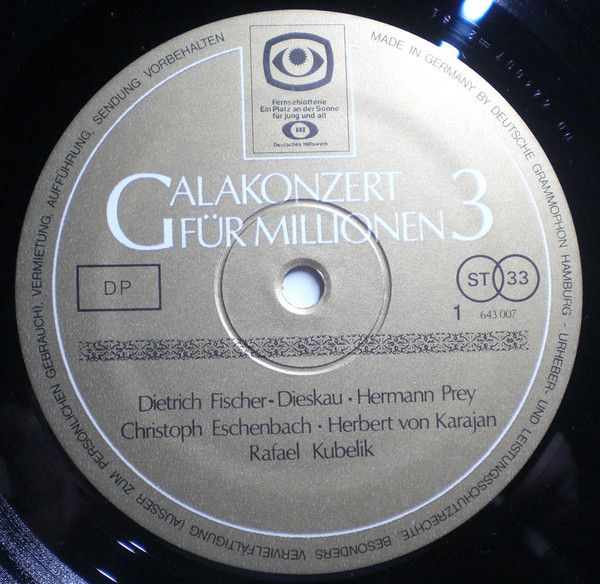 Fernsehlotterie
Ein Platz an der Sonne
für jung und alt
ARD
Deutsches Hilfswerk
GALAKONZERT
FÜR MILLIONEN 3
DP
ST 33
1 643 007
Dietrich Fischer-Dieskau · Hermann Prey
Christoph Eschenbach · Herbert von Karajan
Rafael Kubelik
MADE IN GERMANY BY DEUTSCHE GRAMMOPHON HAMBURG - URHEBER- UND LEISTUNGSSCHUTZRECHTE, BESONDERS VERVIELFÄLTIGUNG (AUSSER ZUM PERSÖNLICHEN GEBRAUCH), VERMIETUNG, AUFFÜHRUNG, SENDUNG VORBEHALTEN